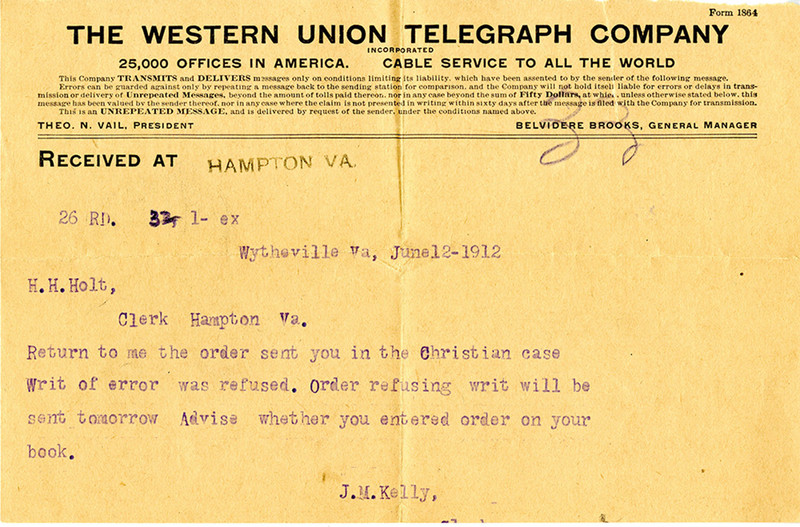 Form 1864
THE WESTERN UNION TELEGRAPH COMPANY
INCORPORATED
25,000 OFFICES IN AMERICA. CABLE SERVICE TO ALL THE WORLD
This Company TRANSMITS and DELIVERS messages only on conditions limiting its liability, which have been assented to by the sender of the following message.
Errors can be guarded against only by repeating a message back to the sending station for comparison, and the Company will not hold itself liable for errors or delays in trans-
mission or delivery of Unrepeated Messages, beyond the amount of tolls paid thereon, nor in any case beyond the sum of Fifty Dollars, at which, unless otherwise stated below, this
message has been valued by the sender thereof, nor in any case where the claim is not presented in writing within sixty days after the message is filed with the Company for transmission.
This is an UNREPEATED MESSAGE, and is delivered by request of the sender, under the conditions named above.
THEO. N. VAIL, PRESIDENT BELVIDERE BROOKS, GENERAL MANAGER
RECEIVED AT HAMPTON VA.
26 RD. 1- ex
Wytheville Va, June12-1912
H.H.Holt,
Clerk Hampton Va.
Return to me the order sent you in the Christian case
Writ of error was refused. Order refusing writ will be
sent tomorrow Advise whether you entered order on your
book.
J.M.Kelly,